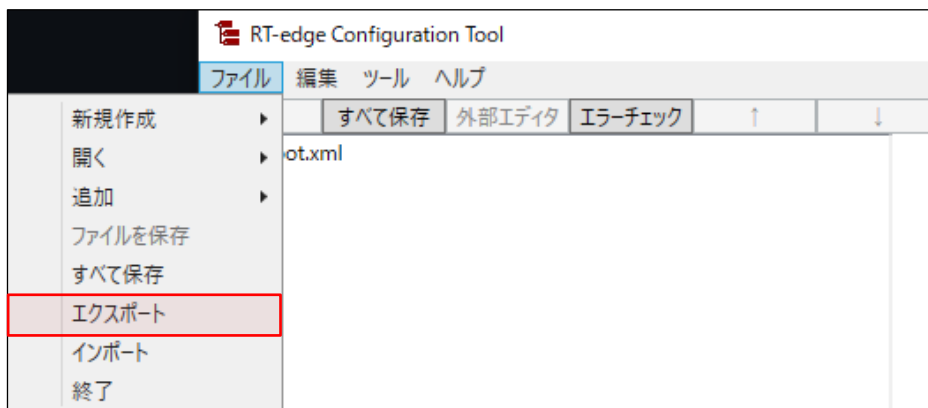 RT-edge Configuration Tool
ファイル 編集 ツール ヘルプ
すべて保存 外部エディタ エラーチェック ↑ ↓
新規作成
開く
ot.xml
追加
ファイルを保存
すべて保存
エクスポート
インポート
終了